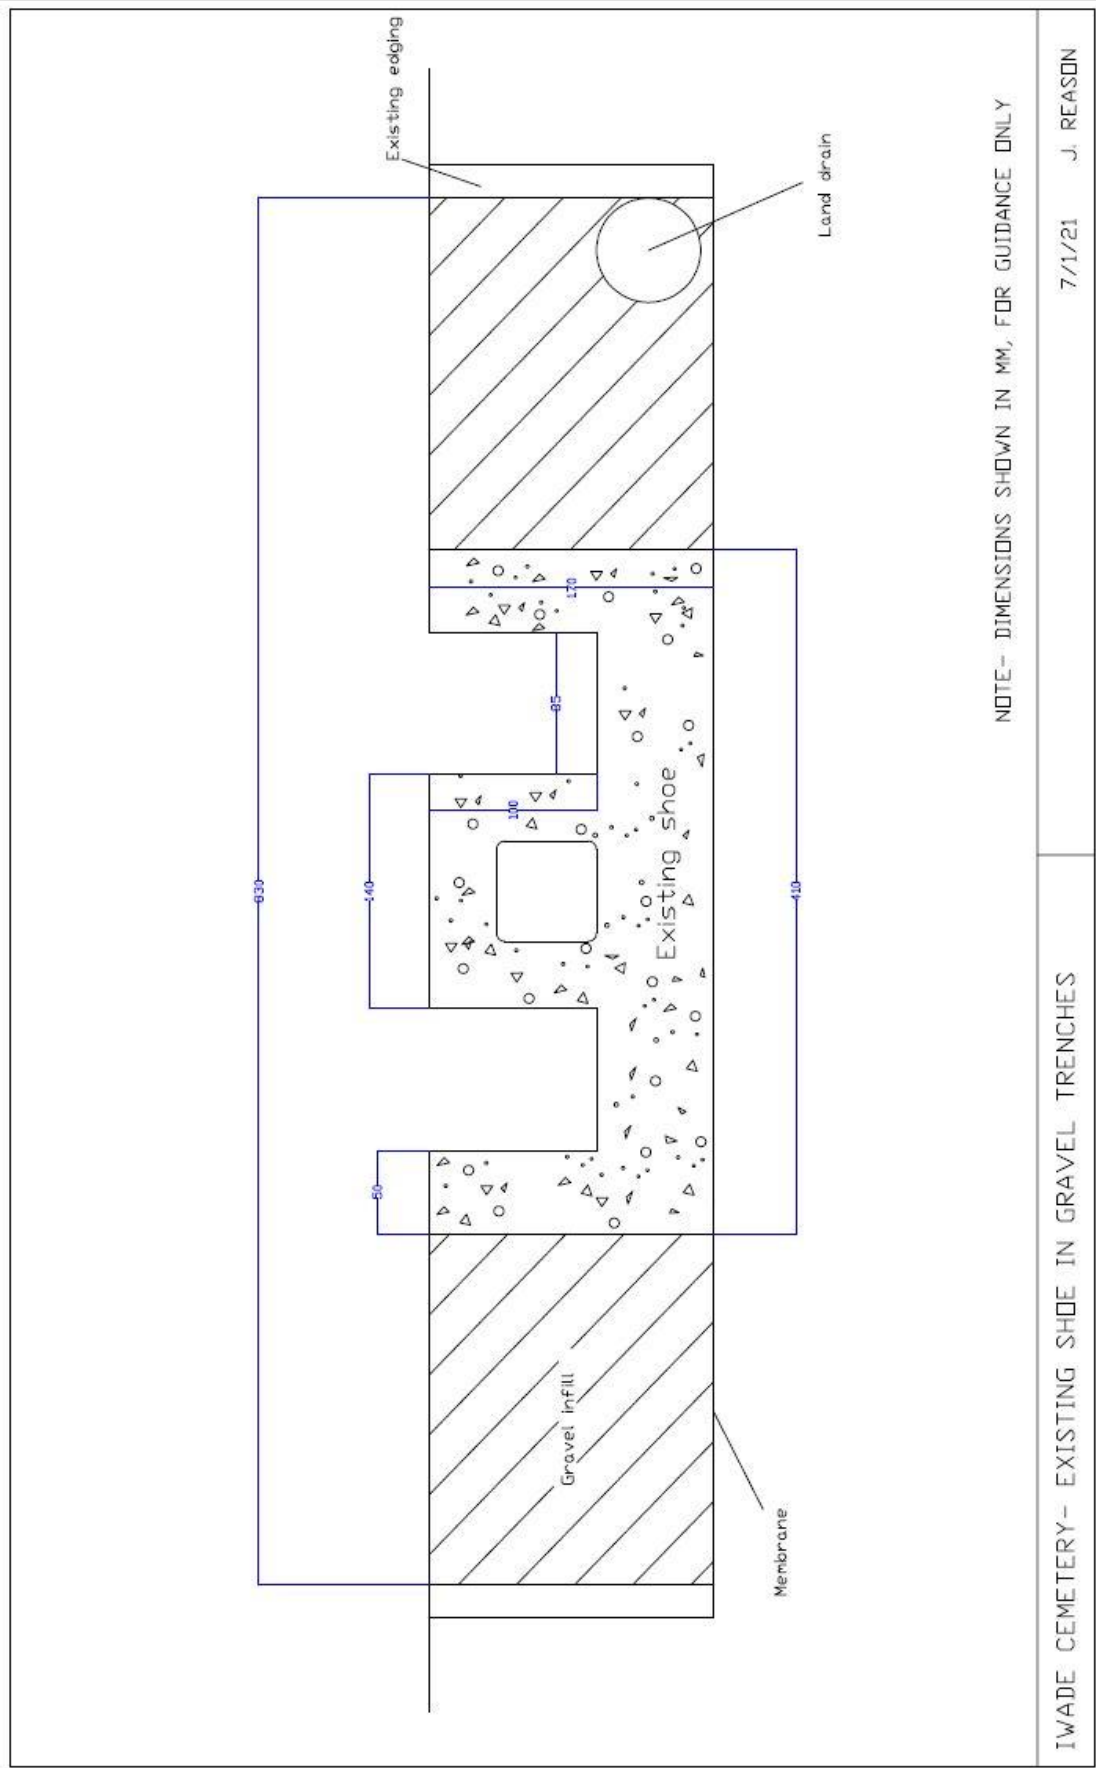 830
140
50
Existing edging
100
85
Gravel infill
170
Existing shoe
Membrane
410
Land drain
NOTE- DIMENSIONS SHOWN IN MM, FOR GUIDANCE ONLY
IWADE CEMETERY- EXISTING SHOE IN GRAVEL TRENCHES
7/1/21 J. REASON